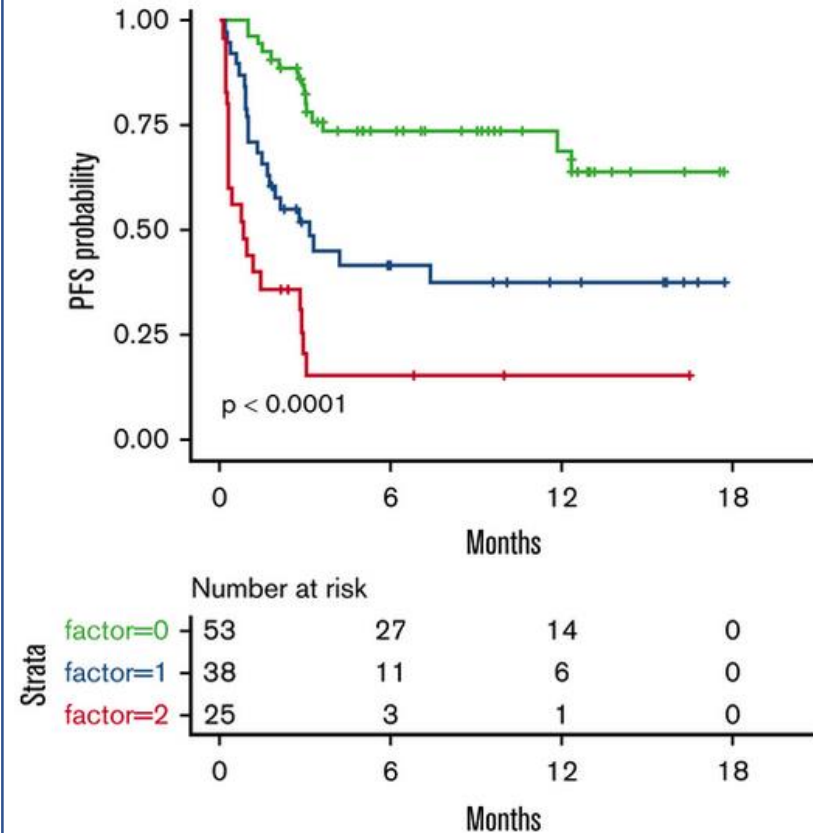 1.00
0.75
0.50
0.25
0.00
PFS probability
p < 0.0001
0 6 12 18
Months
Number at risk
Strata
factor=0 53 27 14 0
factor=1 38 11 6 0
factor=2 25 3 1 0
0 6 12 18
Months